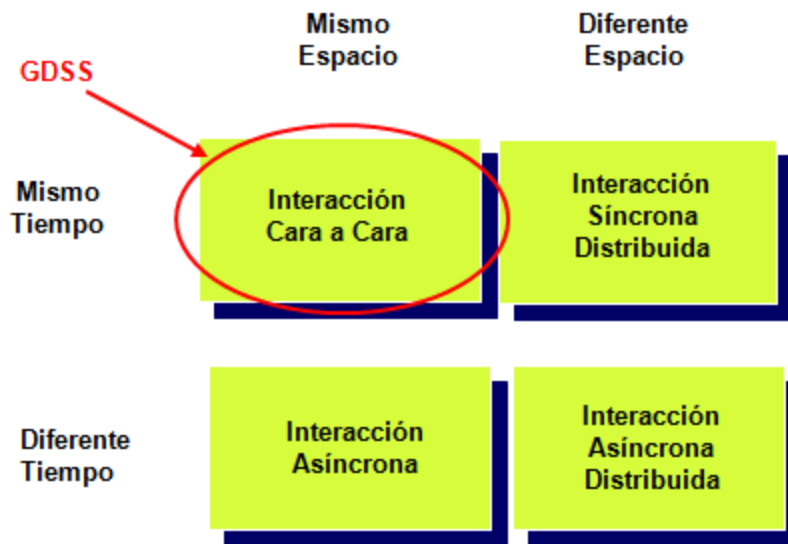 Mismo
Espacio
Diferente
Espacio
GDSS
Mismo
Tiempo
Interacción
Cara a Cara
Interacción
Síncrona
Distribuida
Diferente
Tiempo
Interacción
Asíncrona
Interacción
Asíncrona
Distribuida